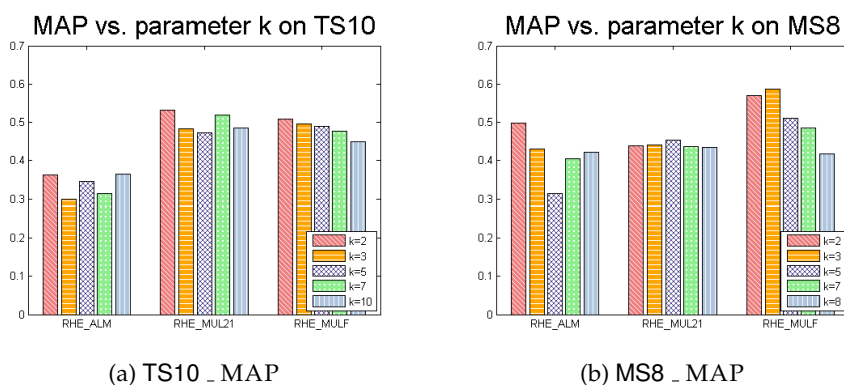 MAP vs. parameter k on TS10
0.7
0.6
0.5
0.4
0.3
0.2
0.1
0
RHE_ALM
RHE_MUL21
RHE_MULF
k=2
k=3
k=5
k=7
k=10
(a) TS10 _ MAP
MAP vs. parameter k on MS8
0.7
0.6
0.5
0.4
0.3
0.2
0.1
0
RHE_ALM
RHE_MUL21
RHE_MULF
k=2
k=3
k=5
k=7
k=8
(b) MS8 _ MAP